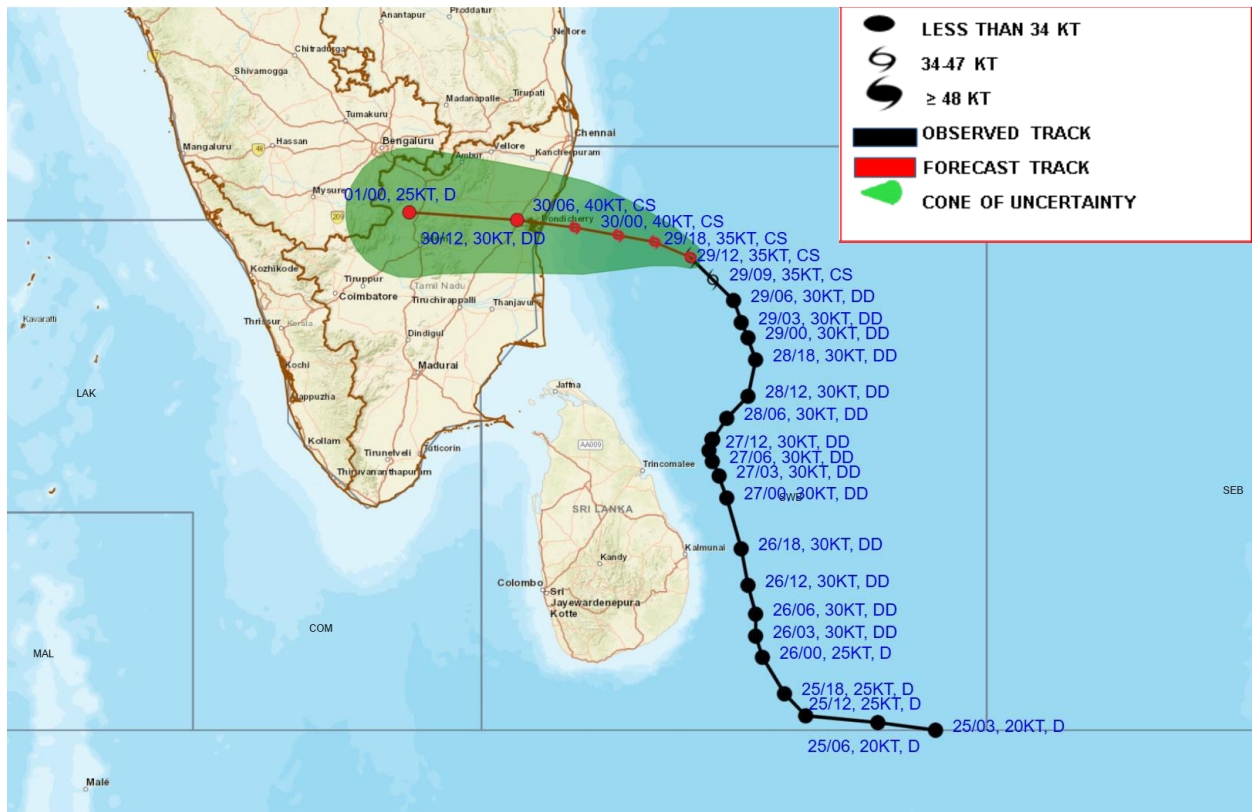 LESS THAN 34 KT
34-47 KT
≥ 48 KT
OBSERVED TRACK
FORECAST TRACK
CONE OF UNCERTAINTY
Anantapur
Proddatur
Nellore
Chitradurga
Shivamogga
Madanapalle
Tirupati
Tumakuru
Chennai
Mangaluru
Hassan
48
Bengaluru
Vellore
Kancheepuram
Ambur
Mysuru
209
01/00, 25KT, D
30/06, 40KT, CS
Pondicherry
30/00, 40KT, CS
30/12, 30KT, DD
29/18, 35KT, CS
29/12, 35KT, CS
Kozhikode
29/09, 35KT, CS
Tiruppur
Tamil Nadu
Coimbatore
Tiruchirappalli
Thanjavur
29/06, 30KT, DD
Kavaratti
Thrissur
Kerala
29/03, 30KT, DD
Dindigul
29/00, 30KT, DD
Kochi
Madurai
28/18, 30KT, DD
LAK
Jaffna
28/12, 30KT, DD
Alappuzha
28/06, 30KT, DD
Kollam
Tirunelveli
Tuticorin
AA009
27/12, 30KT, DD
27/06, 30KT, DD
Thiruvananthapuram
Trincomalee
27/03, 30KT, DD
27/00, 30KT, DD
SWB
SEB
SRI LANKA
26/18, 30KT, DD
Kandy
Kalmunai
Colombo
Sri
Jayewardenepura
Kotte
26/12, 30KT, DD
26/06, 30KT, DD
COM
26/03, 30KT, DD
MAL
26/00, 25KT, D
25/18, 25KT, D
25/12, 25KT, D
25/03, 20KT, D
25/06, 20KT, D
Malé